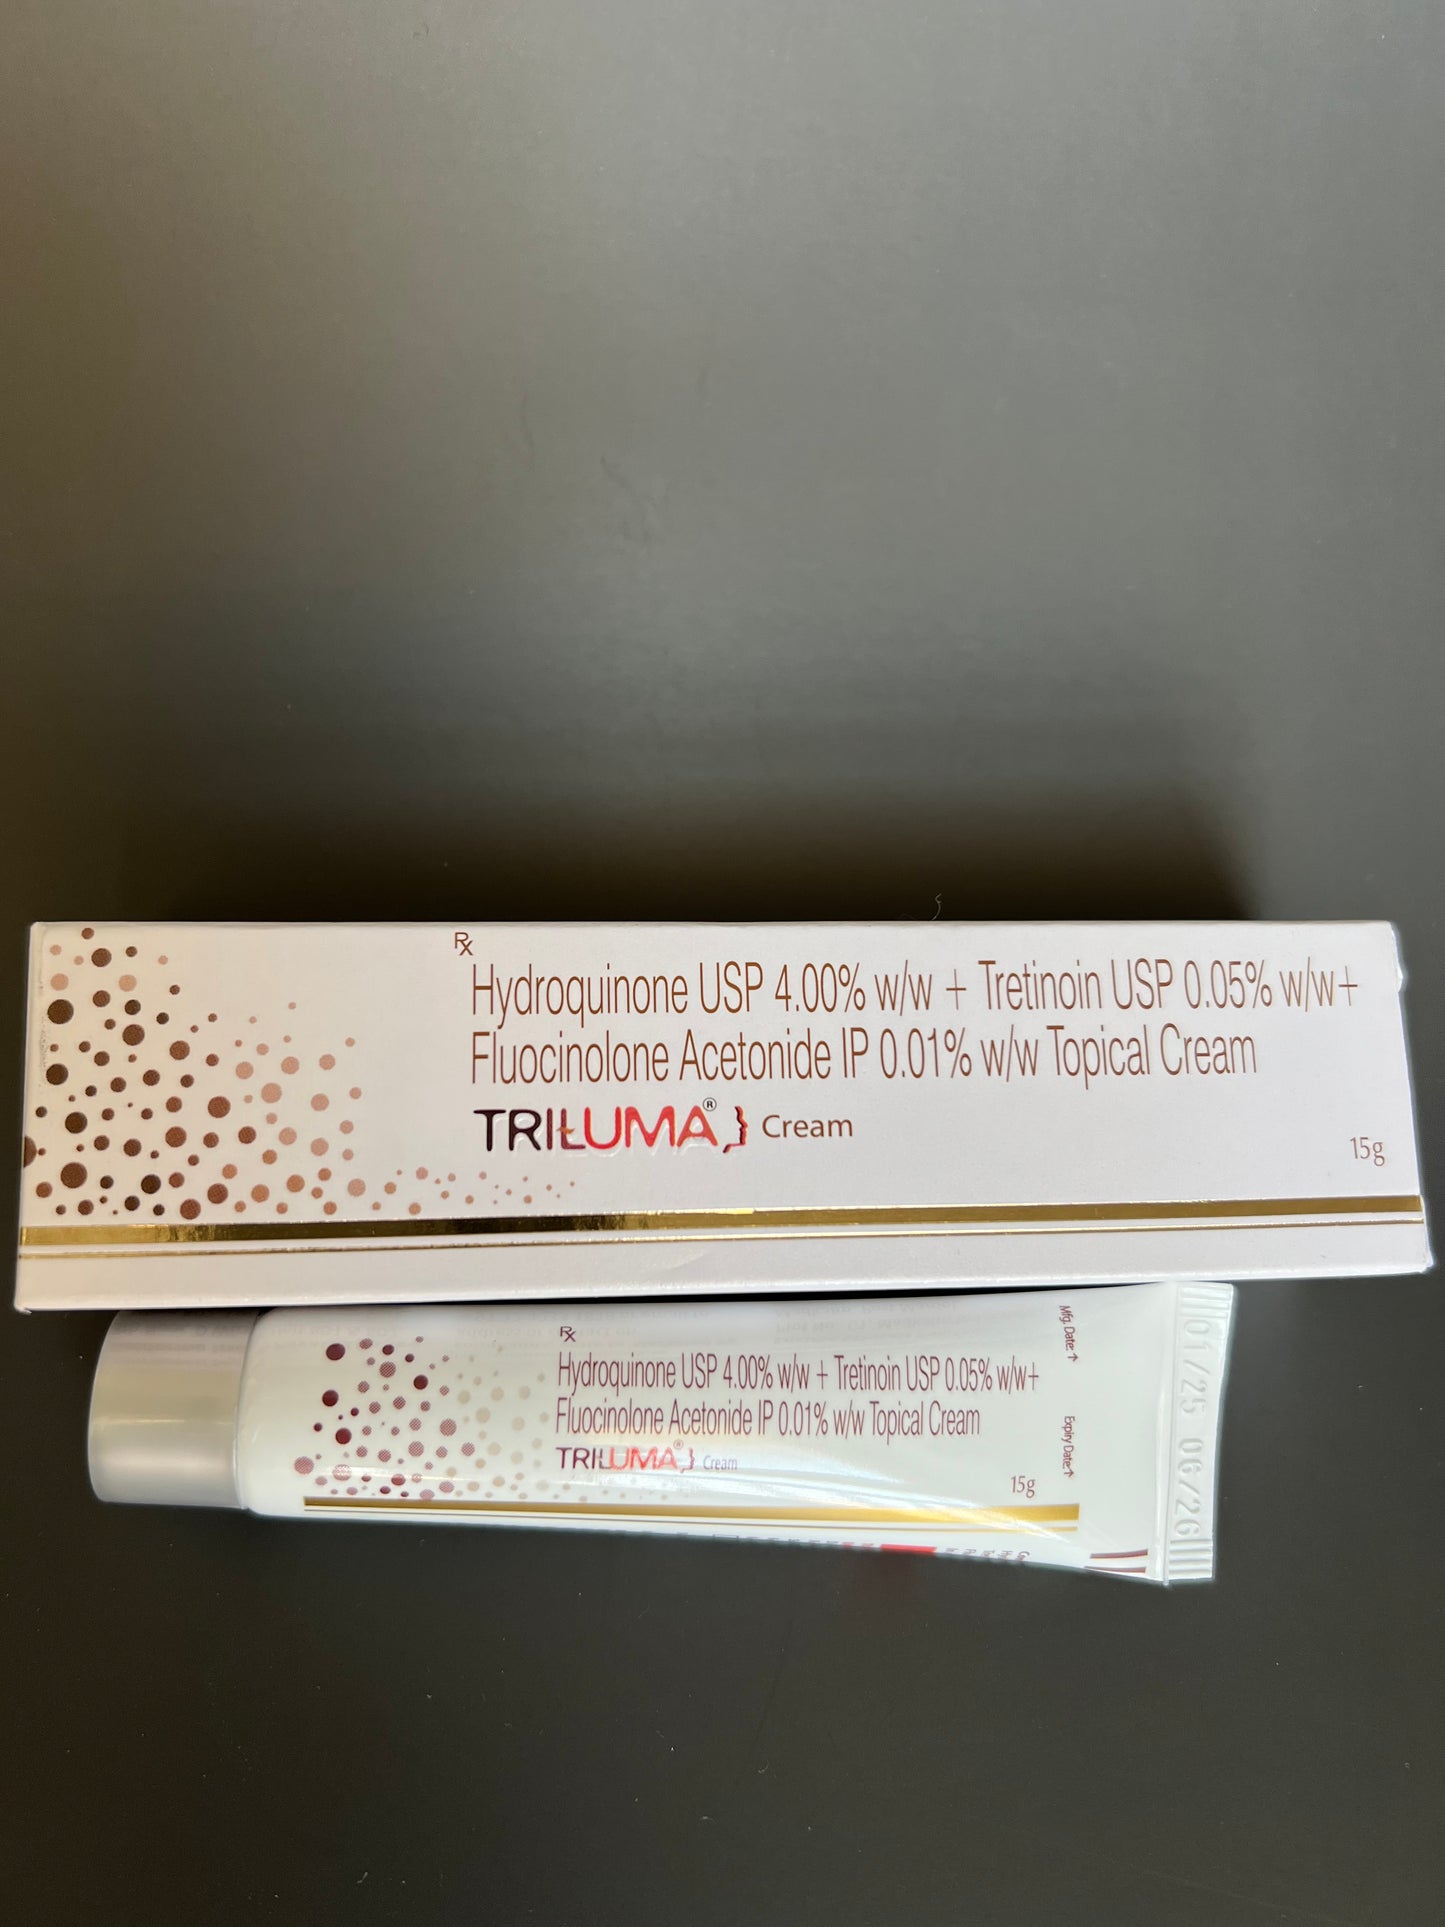 Rx
Hydroquinone USP 4.00% w/w + Tretinoin USP 0.05% w/w+
Fluocinolone Acetonide IP 0.01% w/w Topical Cream
TRILUMA® Cream
15g
Rx
Hydroquinone USP 4.00% w/w + Tretinoin USP 0.05% w/w+
Fluocinolone Acetonide IP 0.01% w/w Topical Cream
TRILUMA® Cream
15g
Mfg. Date:↑
Expiry Date:↑
01/25 06/26